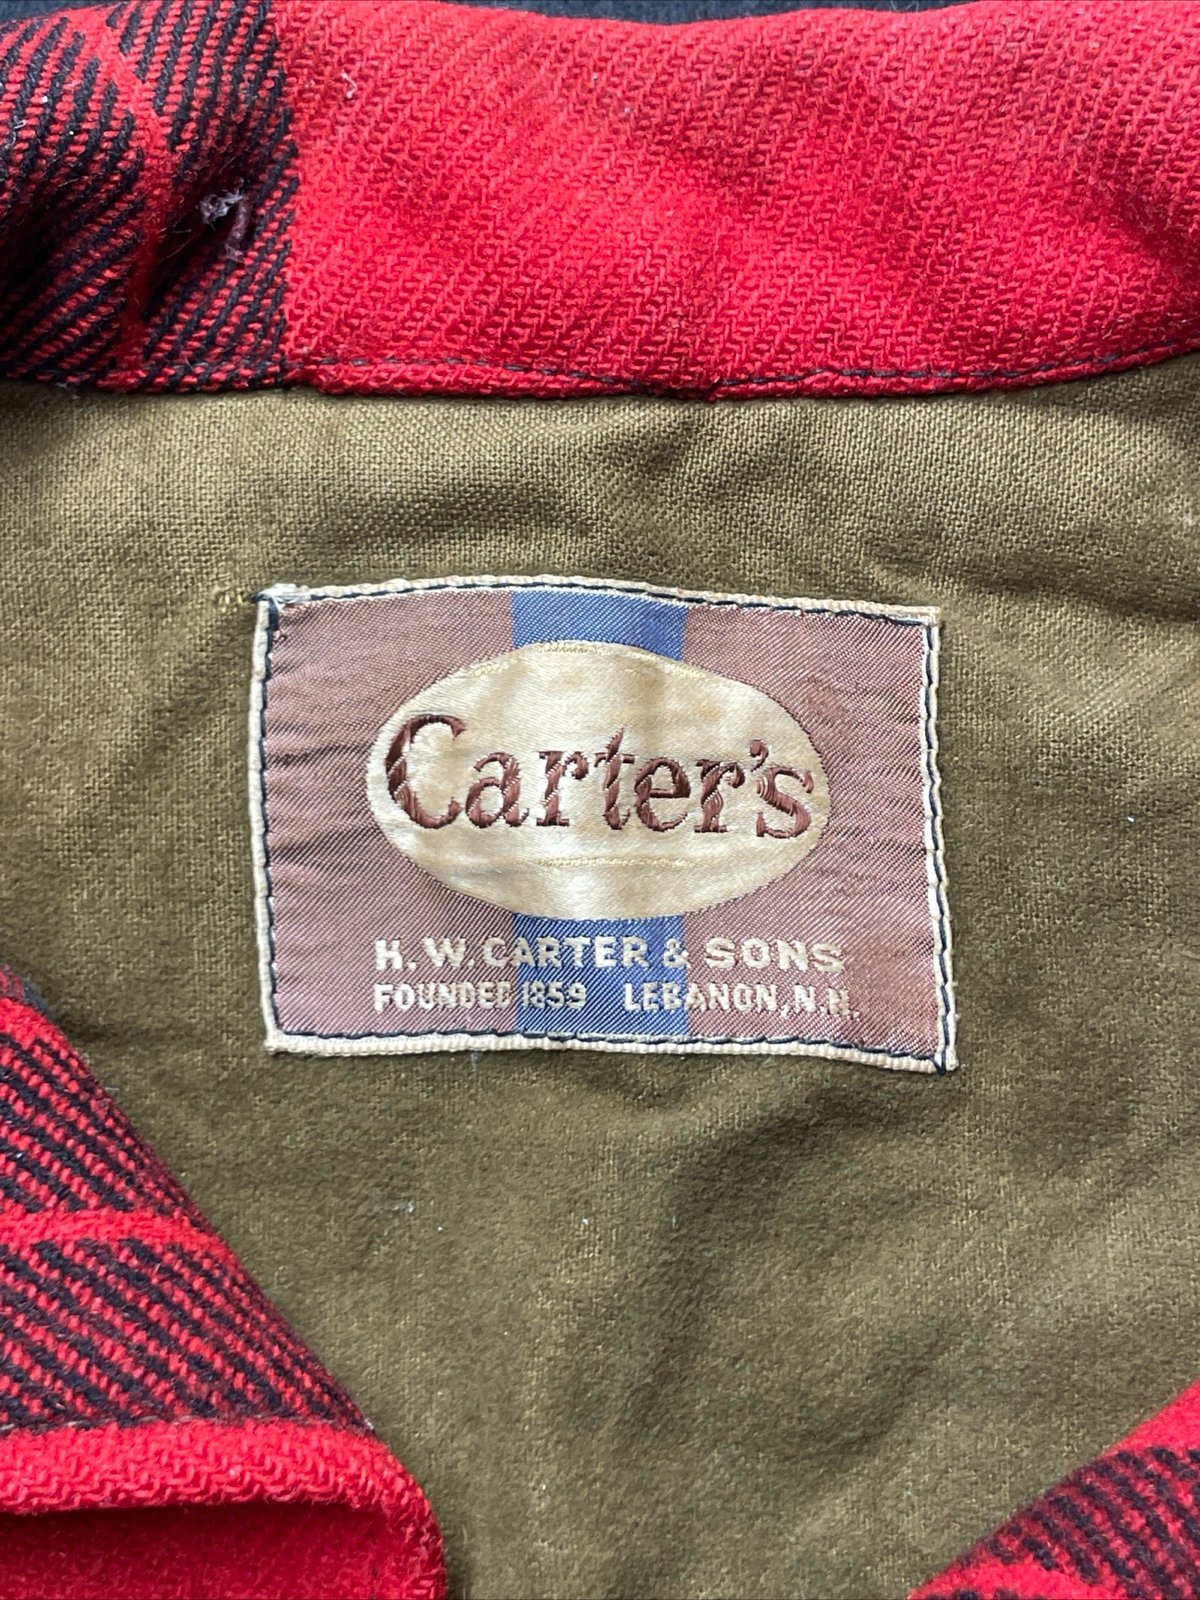 Carter's
H. W. CARTER & SONS
FOUNDED 1859 LEBANON, N.H.